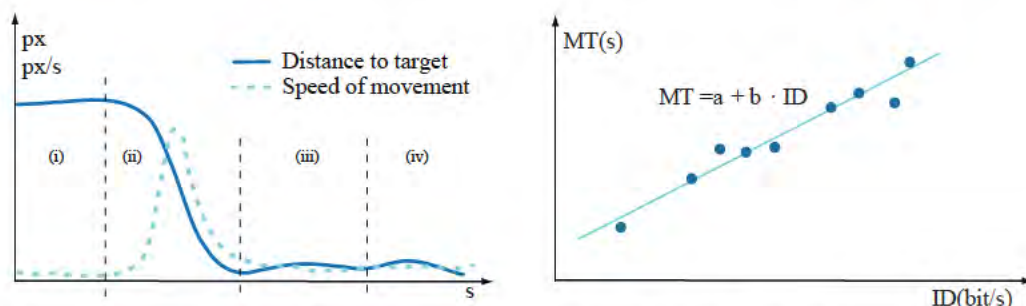 px
px/s
Distance to target
Speed of movement
(i)
(ii)
(iii)
(iv)
s
MT(s)
MT =a + b · ID
ID(bit/s)